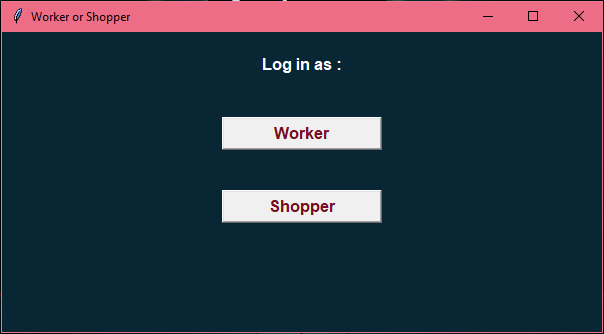 Worker or Shopper
Log in as :
Worker
Shopper